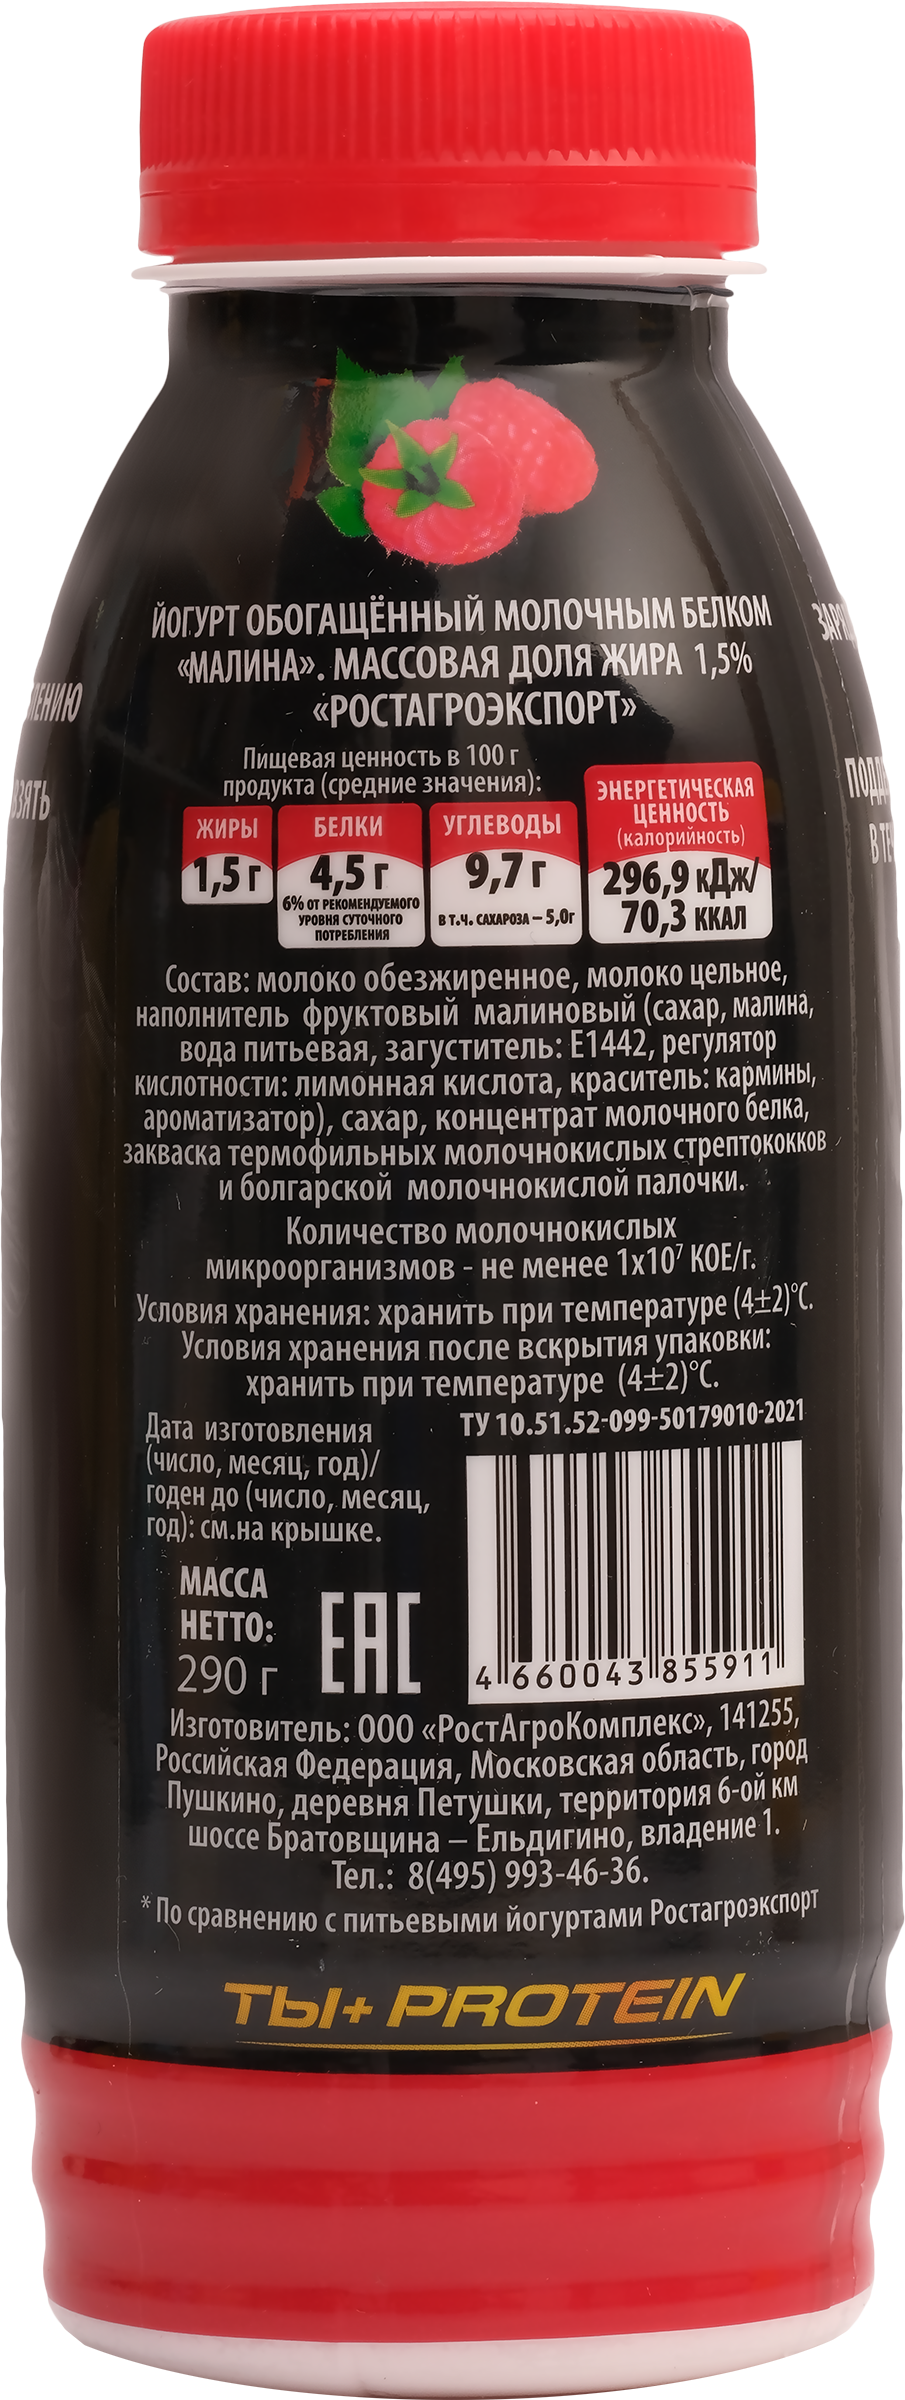 ЙОГУРТ ОБОГАЩЁННЫЙ МОЛОЧНЫМ БЕЛКОМ
«МАЛИНА». МАССОВАЯ ДОЛЯ ЖИРА 1,5%
«РОСТАГРОЭКСПОРТ»
Пищевая ценность в 100 г
продукта (средние значения):
ЖИРЫ
1,5 г
БЕЛКИ
4,5 г
6% ОТ РЕКОМЕНДУЕМОГО
УРОВНЯ СУТОЧНОГО
ПОТРЕБЛЕНИЯ
УГЛЕВОДЫ
9,7 г
В Т.Ч. САХАРОЗА – 5,0г
ЭНЕРГЕТИЧЕСКАЯ
ЦЕННОСТЬ
(калорийность)
296,9 кДж/
70,3 ККАЛ
Состав: молоко обезжиренное, молоко цельное,
наполнитель фруктовый малиновый (сахар, малина,
вода питьевая, загуститель: Е1442, регулятор
кислотности: лимонная кислота, краситель: кармины,
ароматизатор), сахар, концентрат молочного белка,
закваска термофильных молочнокислых стрептококков
и болгарской молочнокислой палочки.
Количество молочнокислых
микроорганизмов - не менее 1х10⁷ КОЕ/г.
Условия хранения: хранить при температуре (4±2)°С.
Условия хранения после вскрытия упаковки:
хранить при температуре (4±2)°С.
ТУ 10.51.52-099-50179010-2021
Дата изготовления
(число, месяц, год)/
годен до (число, месяц,
год): см.на крышке.
МАССА
НЕТТО:
290 г
ЕАС
4 660043 855911
Изготовитель: ООО «РостАгроКомплекс», 141255,
Российская Федерация, Московская область, город
Пушкино, деревня Петушки, территория 6-ой км
шоссе Братовщина – Ельдигино, владение 1.
Тел.: 8(495) 993-46-36.
* По сравнению с питьевыми йогуртами Ростагроэкспорт
ТЫ+ PROTEIN